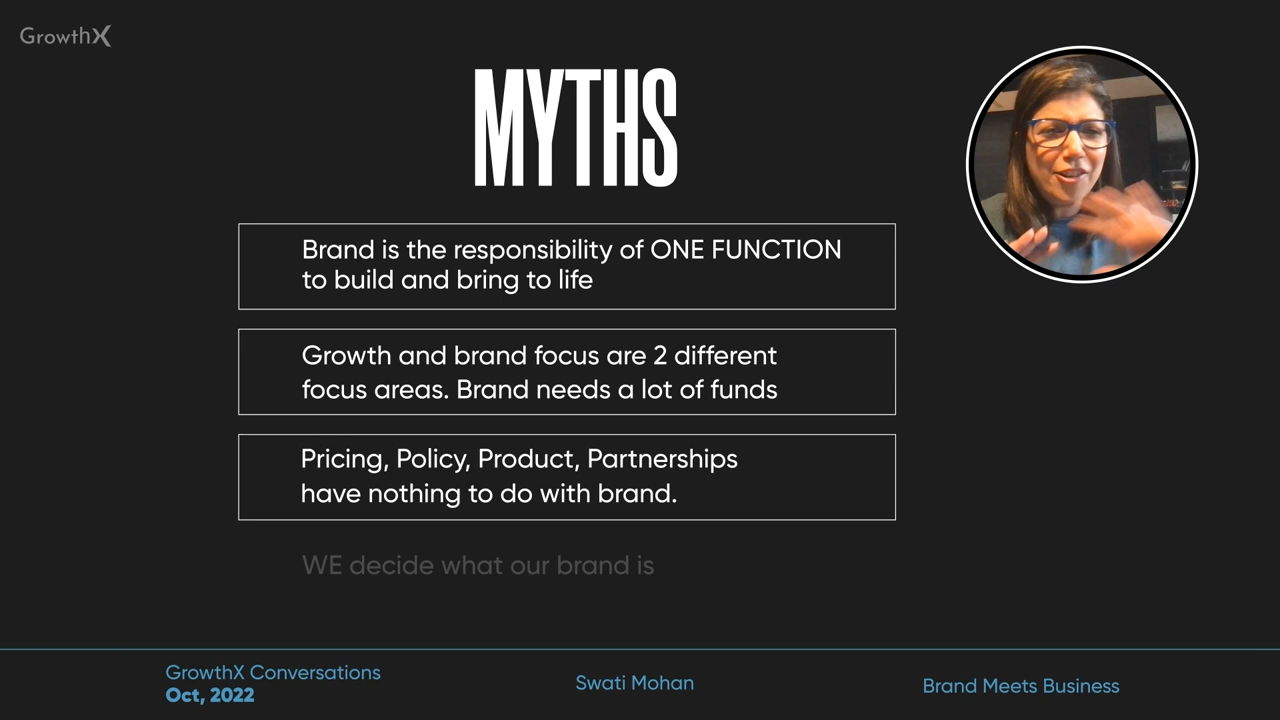 GrowthX
MYTHS
Brand is the responsibility of ONE FUNCTION
to build and bring to life
Growth and brand focus are 2 different
focus areas. Brand needs a lot of funds
Pricing, Policy, Product, Partnerships
have nothing to do with brand.
WE decide what our brand is
GrowthX Conversations
Oct, 2022
Swati Mohan
Brand Meets Business